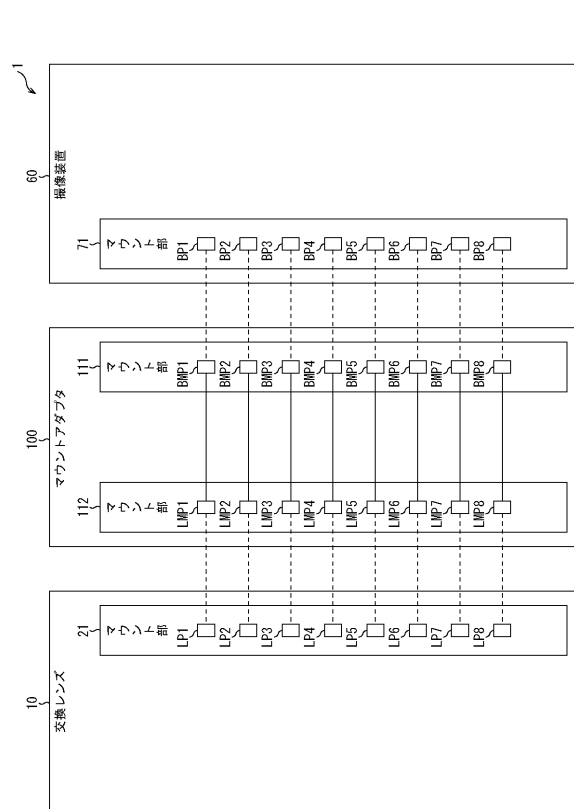 1
60
撮像装置
71
マウント部
BP1
BP2
BP3
BP4
BP5
BP6
BP7
BP8
100
マウントアダプタ
111
マウント部
BMP1
BMP2
BMP3
BMP4
BMP5
BMP6
BMP7
BMP8
112
マウント部
LMP1
LMP2
LMP3
LMP4
LMP5
LMP6
LMP7
LMP8
10
交換レンズ
21
マウント部
LP1
LP2
LP3
LP4
LP5
LP6
LP7
LP8